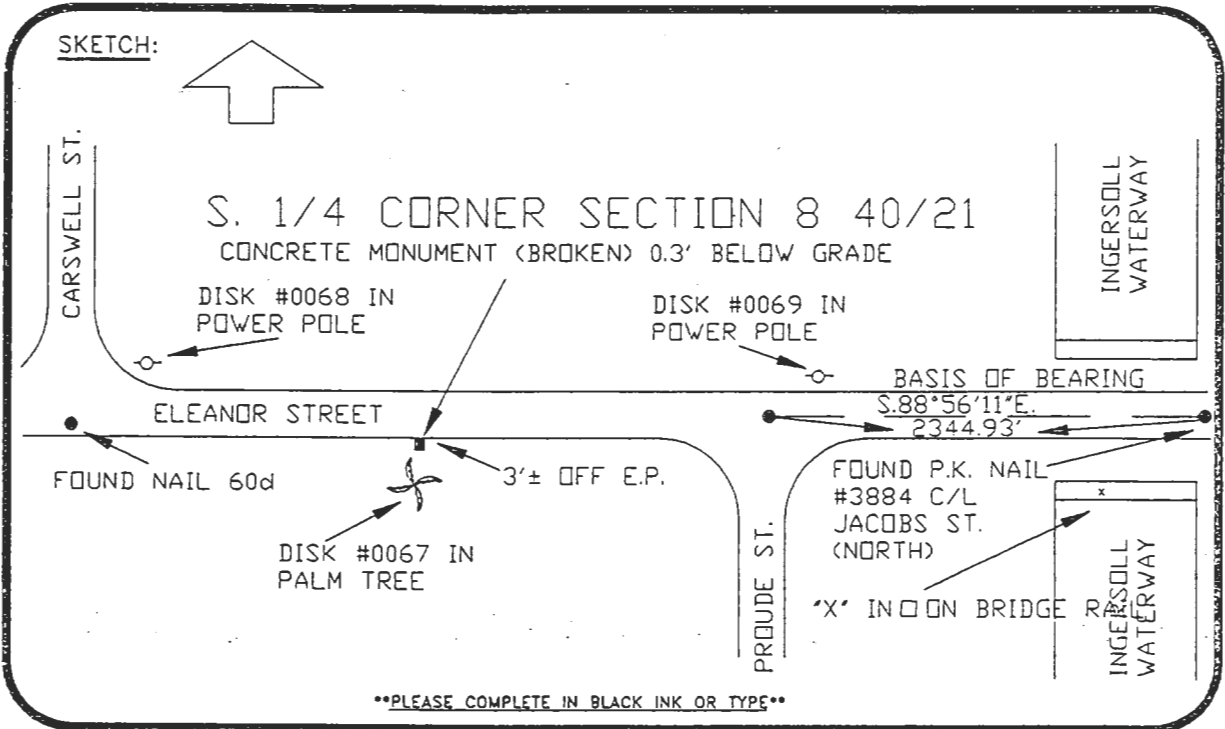 SKETCH:
CARSWELL ST.
S. 1/4 CORNER SECTION 8 40/21
CONCRETE MONUMENT (BROKEN) 0.3' BELOW GRADE
INGERSOLL
WATERWAY
DISK #0068 IN
POWER POLE
DISK #0069 IN
POWER POLE
BASIS OF BEARING
S.88°56'11"E.
2344.93'
ELEANOR STREET
FOUND NAIL 60d
3'± OFF E.P.
FOUND P.K. NAIL
#3884 C/L
JACOBS ST.
(NORTH)
DISK #0067 IN
PALM TREE
PROUDE ST.
"X" IN □ ON BRIDGE RAIL
INGERSOLL
WATERWAY
**PLEASE COMPLETE IN BLACK INK OR TYPE**